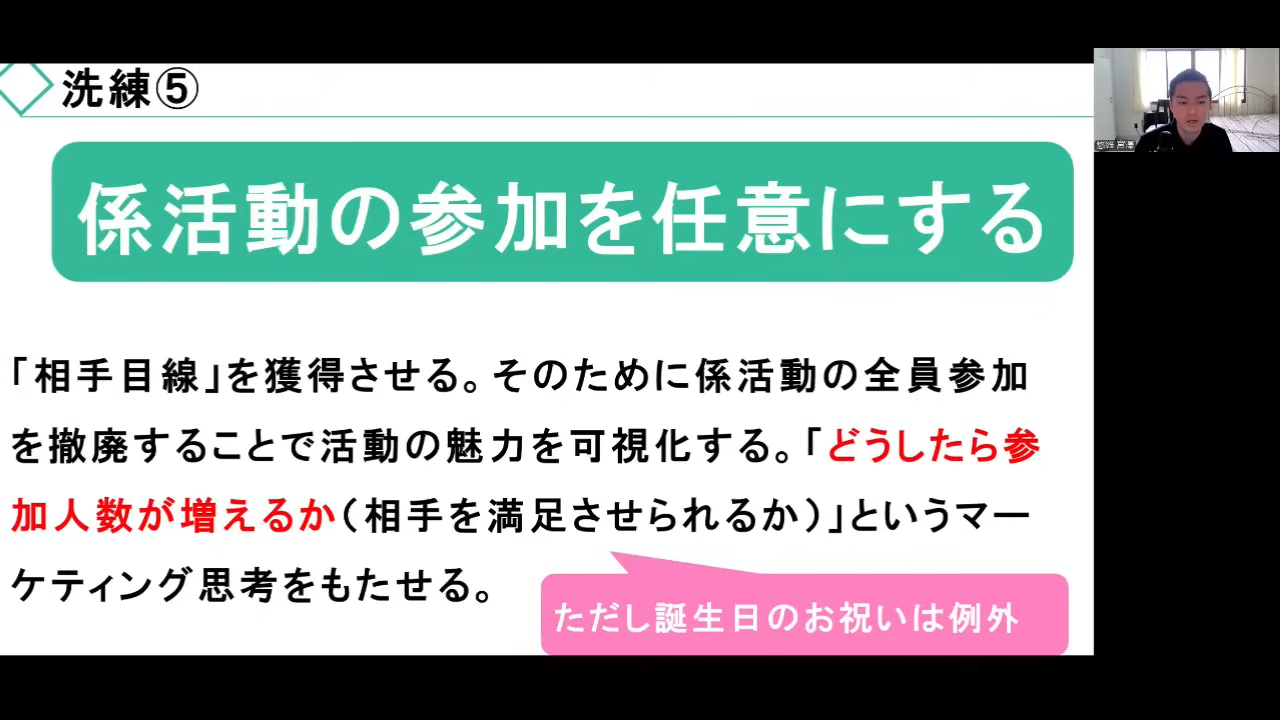 洗練⑤
係活動の参加を任意にする
「相手目線」を獲得させる。そのために係活動の全員参加
を撤廃することで活動の魅力を可視化する。「どうしたら参
加人数が増えるか（相手を満足させられるか）」というマー
ケティング思考をもたせる。
ただし誕生日のお祝いは例外